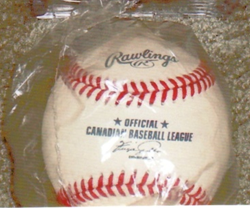 Rawlings
★ OFFICIAL ★
CANADIAN BASEBALL LEAGUE